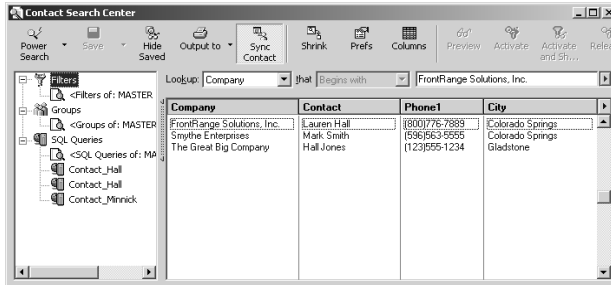 Contact Search Center
Power Search
Save
Hide Saved
Output to
Sync Contact
Shrink
Prefs
Columns
Preview
Activate
Activate and Sh...
Relea
Filters
<Filters of: MASTER
Groups
<Groups of: MASTER
SQL Queries
<SQL Queries of: MA
Contact_Hall
Contact_Hall
Contact_Minnick
Lookup: Company that Begins with FrontRange Solutions, Inc.
Company Contact Phone1 City
FrontRange Solutions, Inc. Lauren Hall (800)776-7889 Colorado Springs
Smythe Enterprises Mark Smith (596)563-5555 Colorado Springs
The Great Big Company Hall Jones (123)555-1234 Gladstone